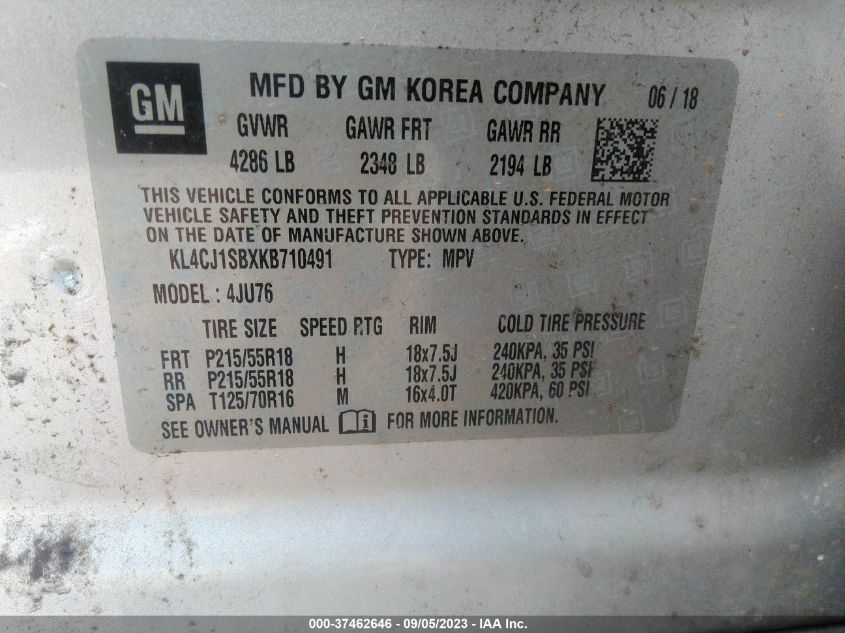 GM
MFD BY GM KOREA COMPANY 06 / 18
GVWR GAWR FRT GAWR RR
4286 LB 2348 LB 2194 LB
THIS VEHICLE CONFORMS TO ALL APPLICABLE U.S. FEDERAL MOTOR
VEHICLE SAFETY AND THEFT PREVENTION STANDARDS IN EFFECT
ON THE DATE OF MANUFACTURE SHOWN ABOVE.
KL4CJ1SBXKB710491 TYPE: MPV
MODEL : 4JU76
TIRE SIZE SPEED RTG RIM COLD TIRE PRESSURE
FRT P215/55R18 H 18x7.5J 240KPA, 35 PSI
RR P215/55R18 H 18x7.5J 240KPA, 35 PSI
SPA T125/70R16 M 16x4.0T 420KPA, 60 PSI
SEE OWNER'S MANUAL i FOR MORE INFORMATION.
000-37462646 - 09/05/2023 - IAA Inc.